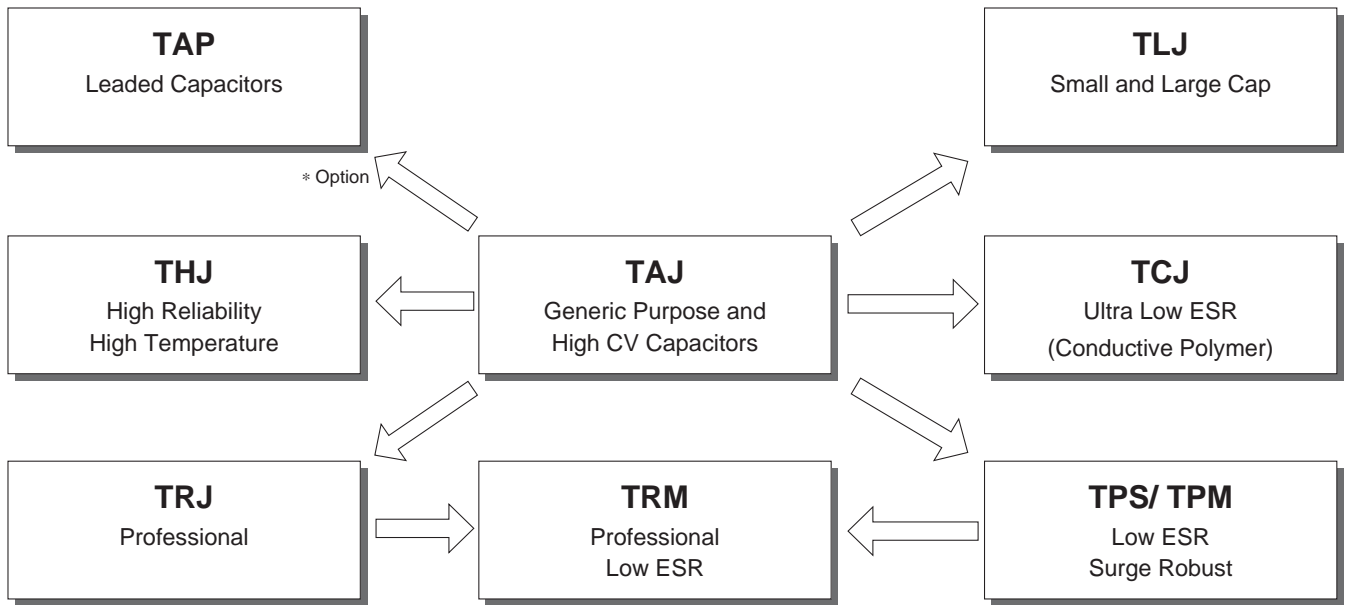 TAP
Leaded Capacitors
TLJ
Small and Large Cap
* Option
THJ
High Reliability
High Temperature
TAJ
Generic Purpose and
High CV Capacitors
TCJ
Ultra Low ESR
(Conductive Polymer)
TRJ
Professional
TRM
Professional
Low ESR
TPS/ TPM
Low ESR
Surge Robust